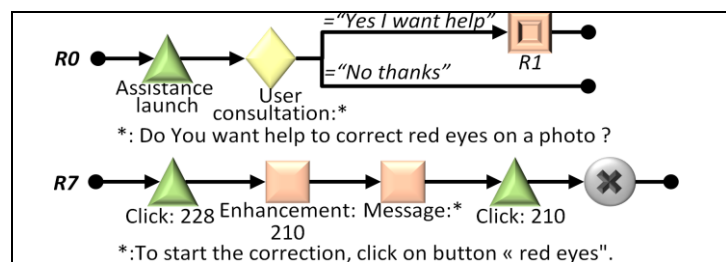 R0
Assistance
launch
User
consultation:*
=“Yes I want help”
R1
=“No thanks”
*: Do You want help to correct red eyes on a photo ?
R7
Click: 228
Enhancement:
210
Message:*
Click: 210
*:To start the correction, click on button « red eyes".